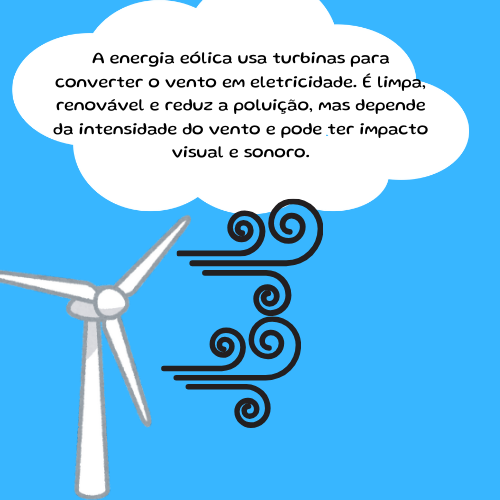 A energia eólica usa turbinas para
converter o vento em eletricidade. É limpa,
renovável e reduz a poluição, mas depende
da intensidade do vento e pode ter impacto
visual e sonoro.